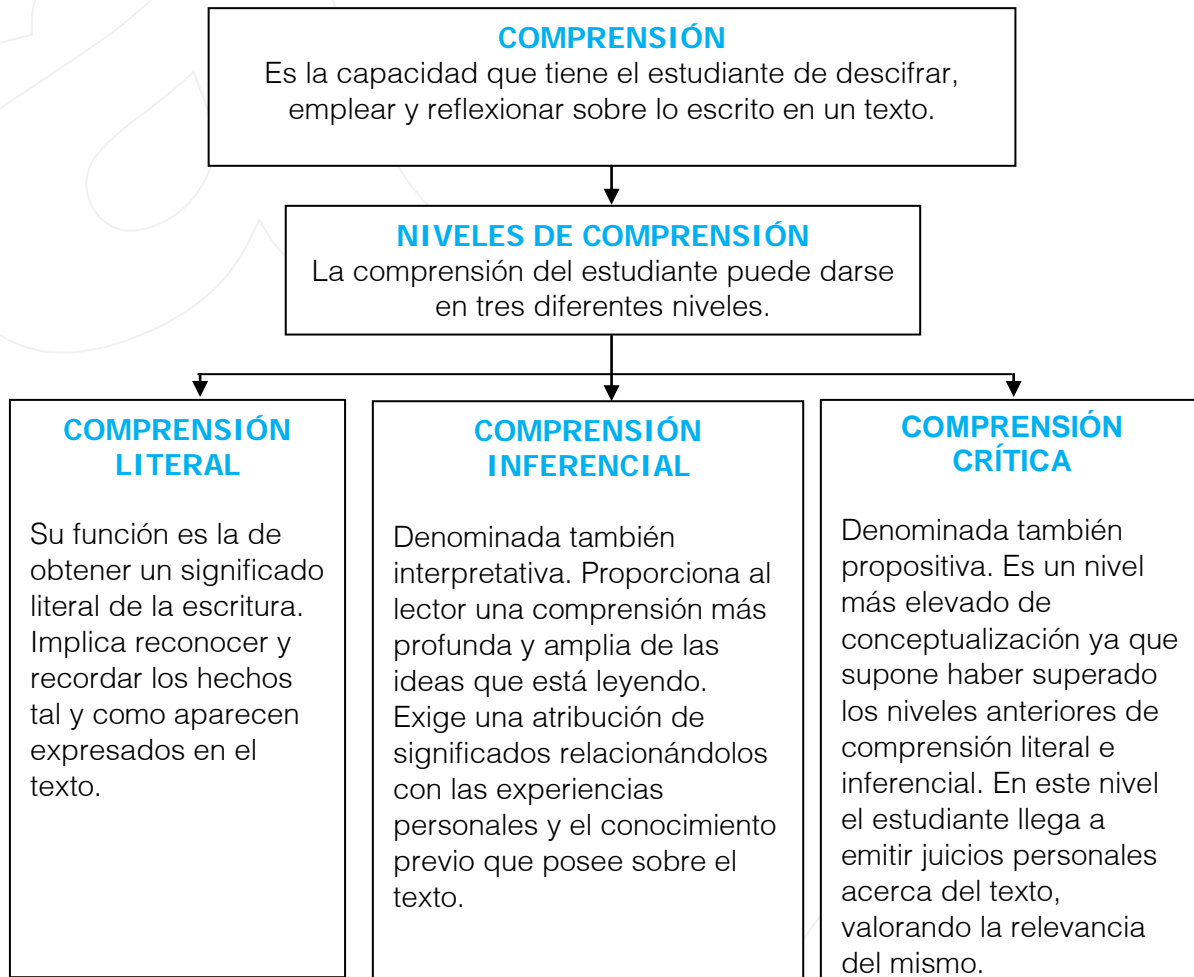 COMPRENSIÓN
Es la capacidad que tiene el estudiante de descifrar,
emplear y reflexionar sobre lo escrito en un texto.
NIVELES DE COMPRENSIÓN
La comprensión del estudiante puede darse
en tres diferentes niveles.
COMPRENSIÓN
LITERAL
Su función es la de
obtener un significado
literal de la escritura.
Implica reconocer y
recordar los hechos
tal y como aparecen
expresados en el
texto.
COMPRENSIÓN
INFERENCIAL
Denominada también
interpretativa. Proporciona al
lector una comprensión más
profunda y amplia de las
ideas que está leyendo.
Exige una atribución de
significados relacionándolos
con las experiencias
personales y el conocimiento
previo que posee sobre el
texto.
COMPRENSIÓN
CRÍTICA
Denominada también
propositiva. Es un nivel
más elevado de
conceptualización ya que
supone haber superado
los niveles anteriores de
comprensión literal e
inferencial. En este nivel
el estudiante llega a
emitir juicios personales
acerca del texto,
valorando la relevancia
del mismo.